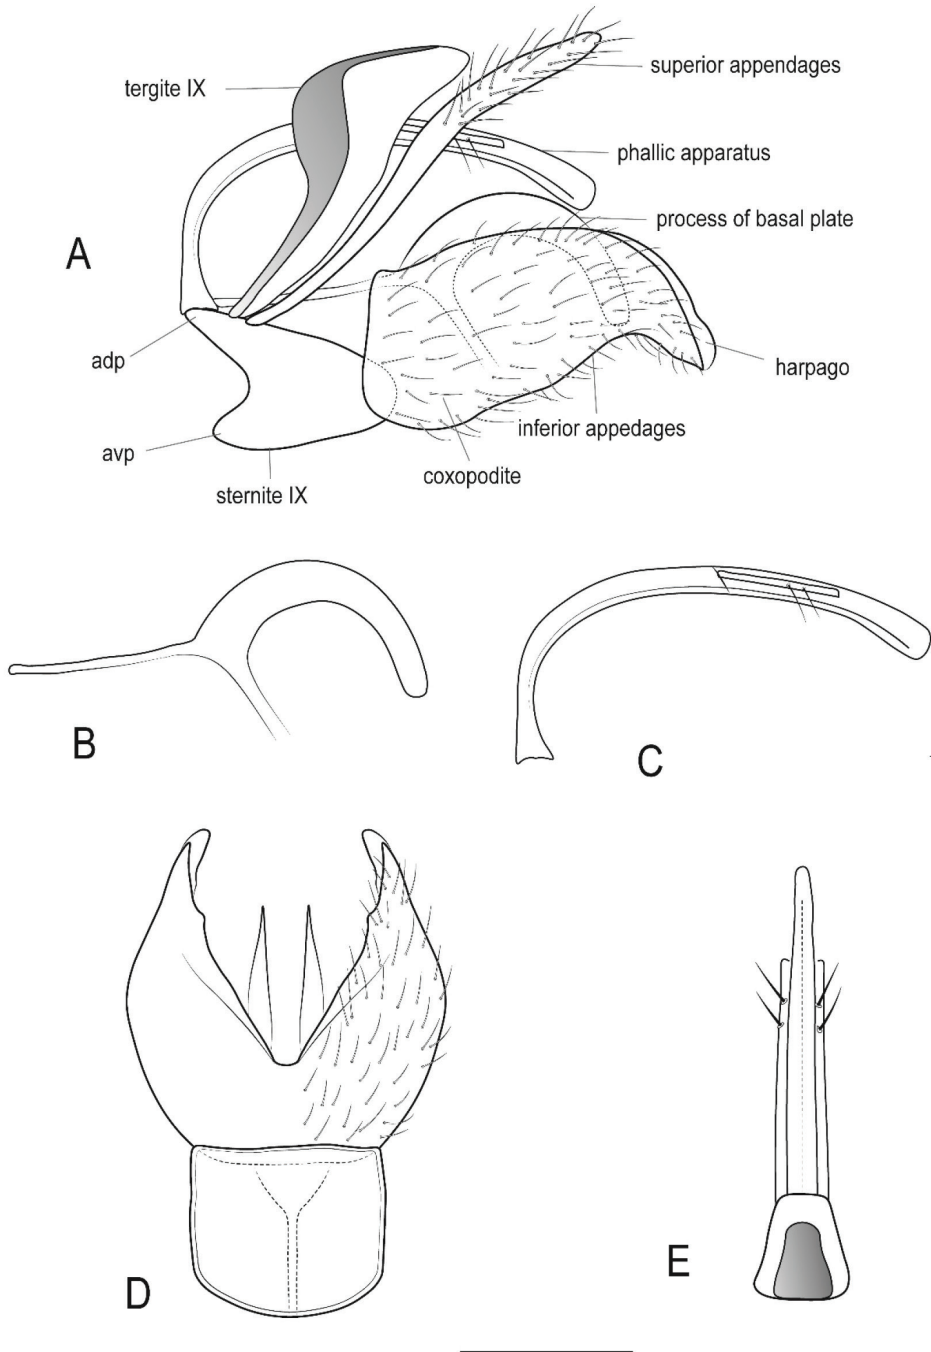 superior appendages
tergite IX
phallic apparatus
process of basal plate
A
adp
harpago
inferior appedages
avp
coxopodite
sternite IX
B
C
D
E